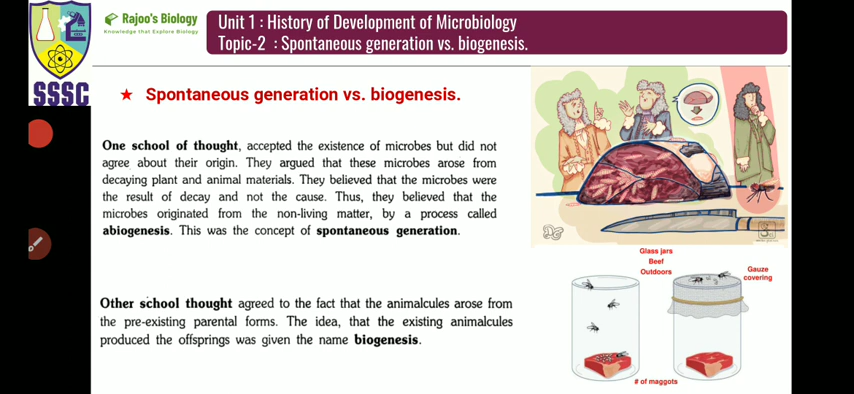 Rajoo's Biology
Knowledge that Explore Biology
SSSC
Unit 1 : History of Development of Microbiology
Topic-2 : Spontaneous generation vs. biogenesis.
★ Spontaneous generation vs. biogenesis.
One school of thought, accepted the existence of microbes but did not
agree about their origin. They argued that these microbes arose from
decaying plant and animal materials. They believed that the microbes were
the result of decay and not the cause. Thus, they believed that the
microbes originated from the non-living matter, by a process called
abiogenesis. This was the concept of spontaneous generation.
Other school thought agreed to the fact that the animalcules arose from
the pre-existing parental forms. The idea, that the existing animalcules
produced the offsprings was given the name biogenesis.
Glass jars
Beef
Outdoors
Gauze
covering
# of maggots